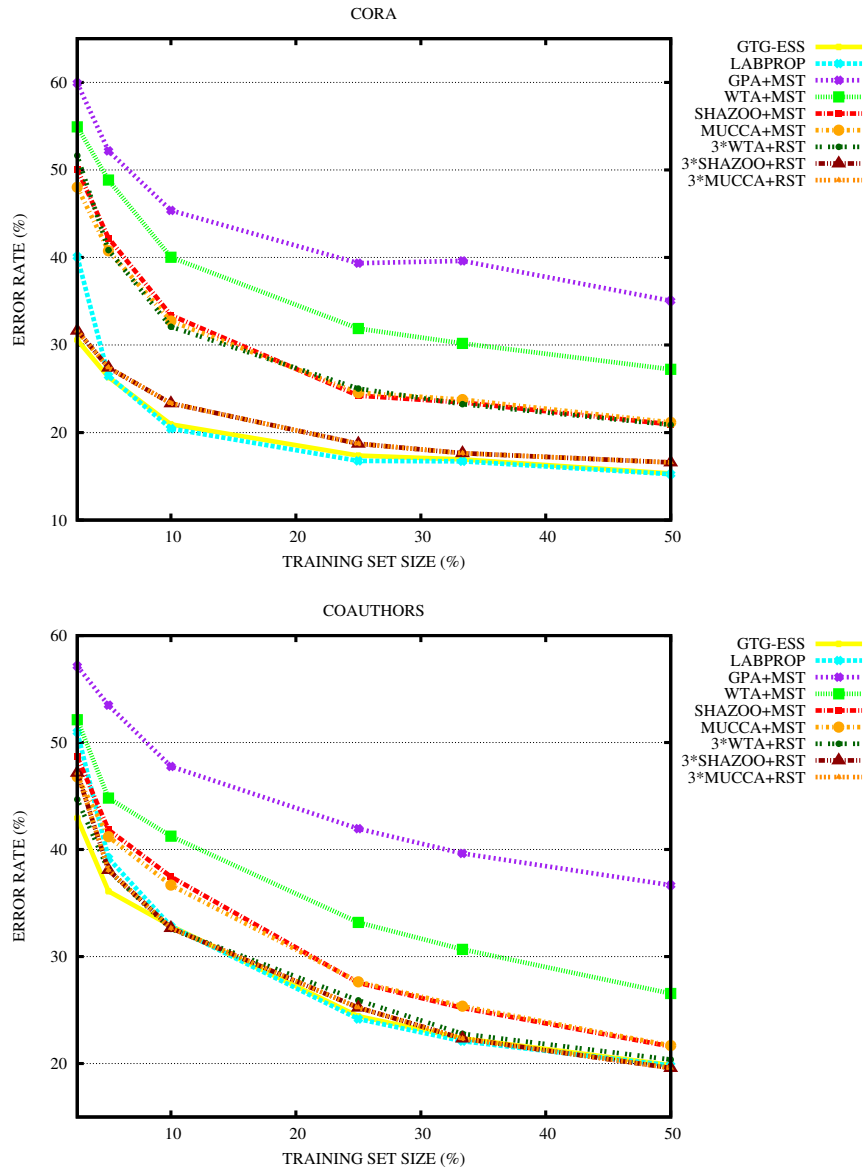 CORA
60
50
40
30
20
10
ERROR RATE (%)
10
20
30
40
50
TRAINING SET SIZE (%)
GTG-ESS
LABPROP
GPA+MST
WTA+MST
SHAZOO+MST
MUCCA+MST
3*WTA+RST
3*SHAZOO+RST
3*MUCCA+RST
COAUTHORS
60
50
40
30
20
ERROR RATE (%)
10
20
30
40
50
TRAINING SET SIZE (%)
GTG-ESS
LABPROP
GPA+MST
WTA+MST
SHAZOO+MST
MUCCA+MST
3*WTA+RST
3*SHAZOO+RST
3*MUCCA+RST